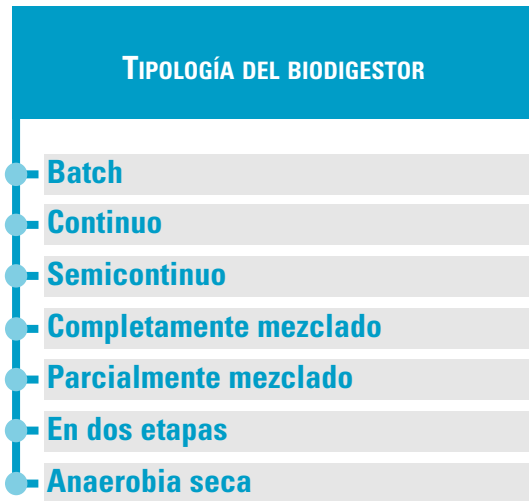 TIPOLOGÍA DEL BIODIGESTOR
Batch
Continuo
Semicontinuo
Completamente mezclado
Parcialmente mezclado
En dos etapas
Anaerobia seca